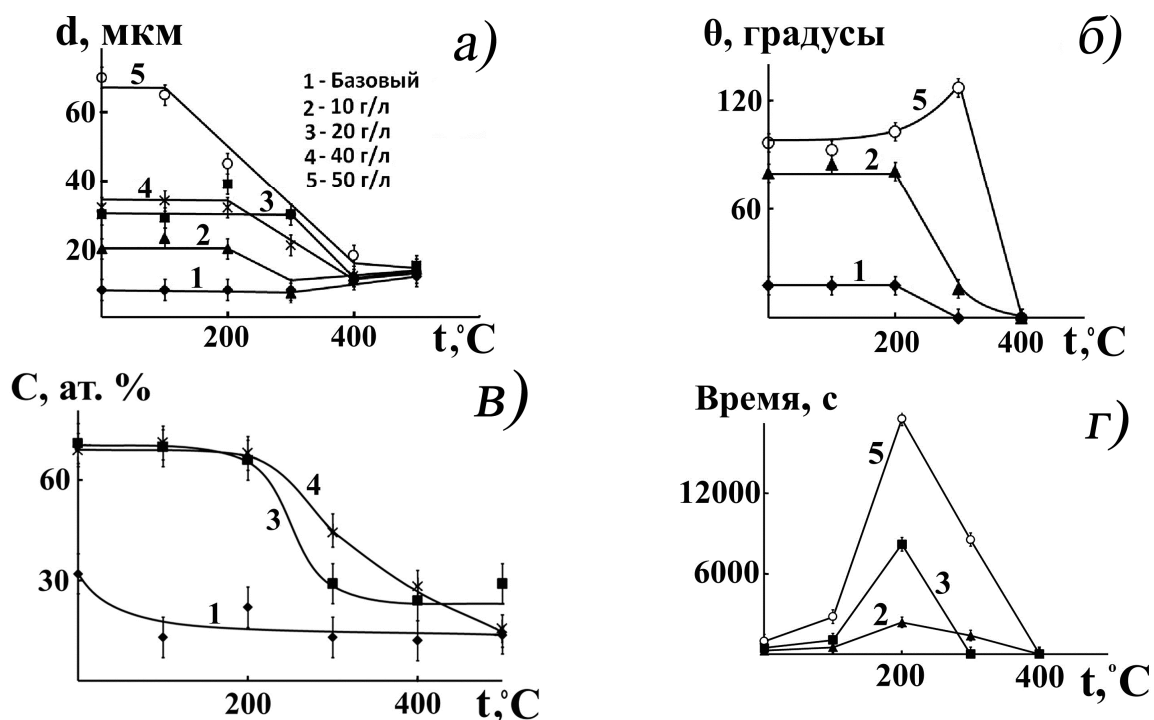 d, мкм
а)
5
60
1 - Базовый
2 - 10 г/л
3 - 20 г/л
4 - 40 г/л
5 - 50 г/л
40
4
3
20
2
1
200
400
t,°C
θ, градусы
б)
120
5
2
60
1
200
400
t,°C
C, ат. %
в)
60
4
3
30
1
200
400
t,°C
Время, с
г)
5
12000
6000
3
2
200
400
t,°C